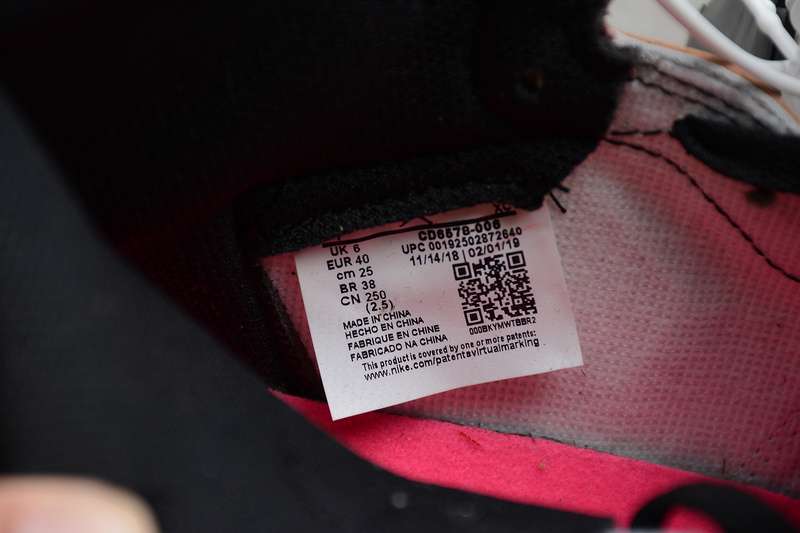 UK 6
EUR 40
cm 25
BR 38
CN 250
(2.5)
CD6578-006
UPC 00192502872640
11/14/18 | 02/01/19
000BKYMWTBBR2
MADE IN CHINA
HECHO EN CHINA
FABRIQUE EN CHINE
FABRICADO NA CHINA
This product is covered by one or more patents:
www.nike.com/patentsvirtualmarking